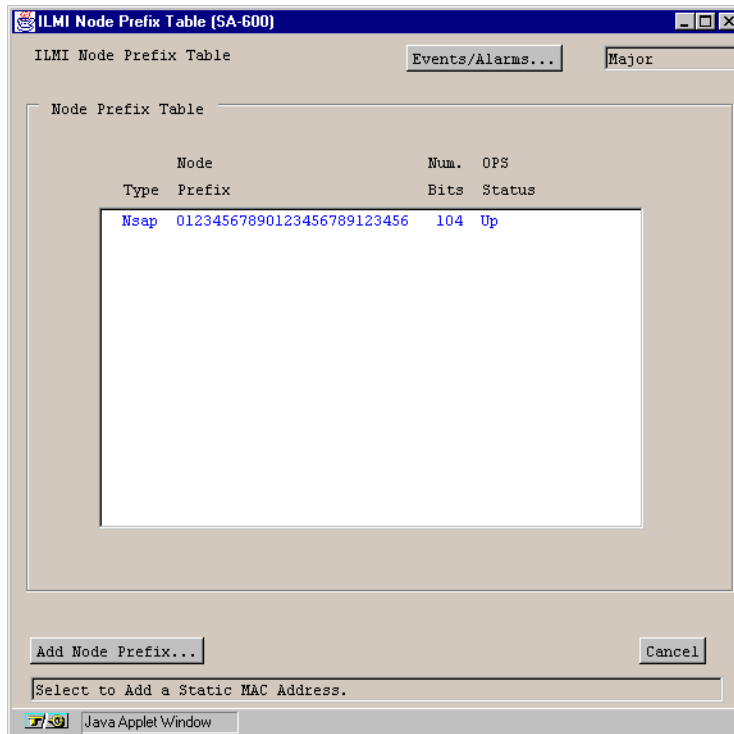 ILMI Node Prefix Table (SA-600)
ILMI Node Prefix Table Events/Alarms... Major
Node Prefix Table
Node Num. OPS
Type Prefix Bits Status
Nsap 01234567890123456789123456 104 Up
Add Node Prefix... Cancel
Select to Add a Static MAC Address.
Java Applet Window